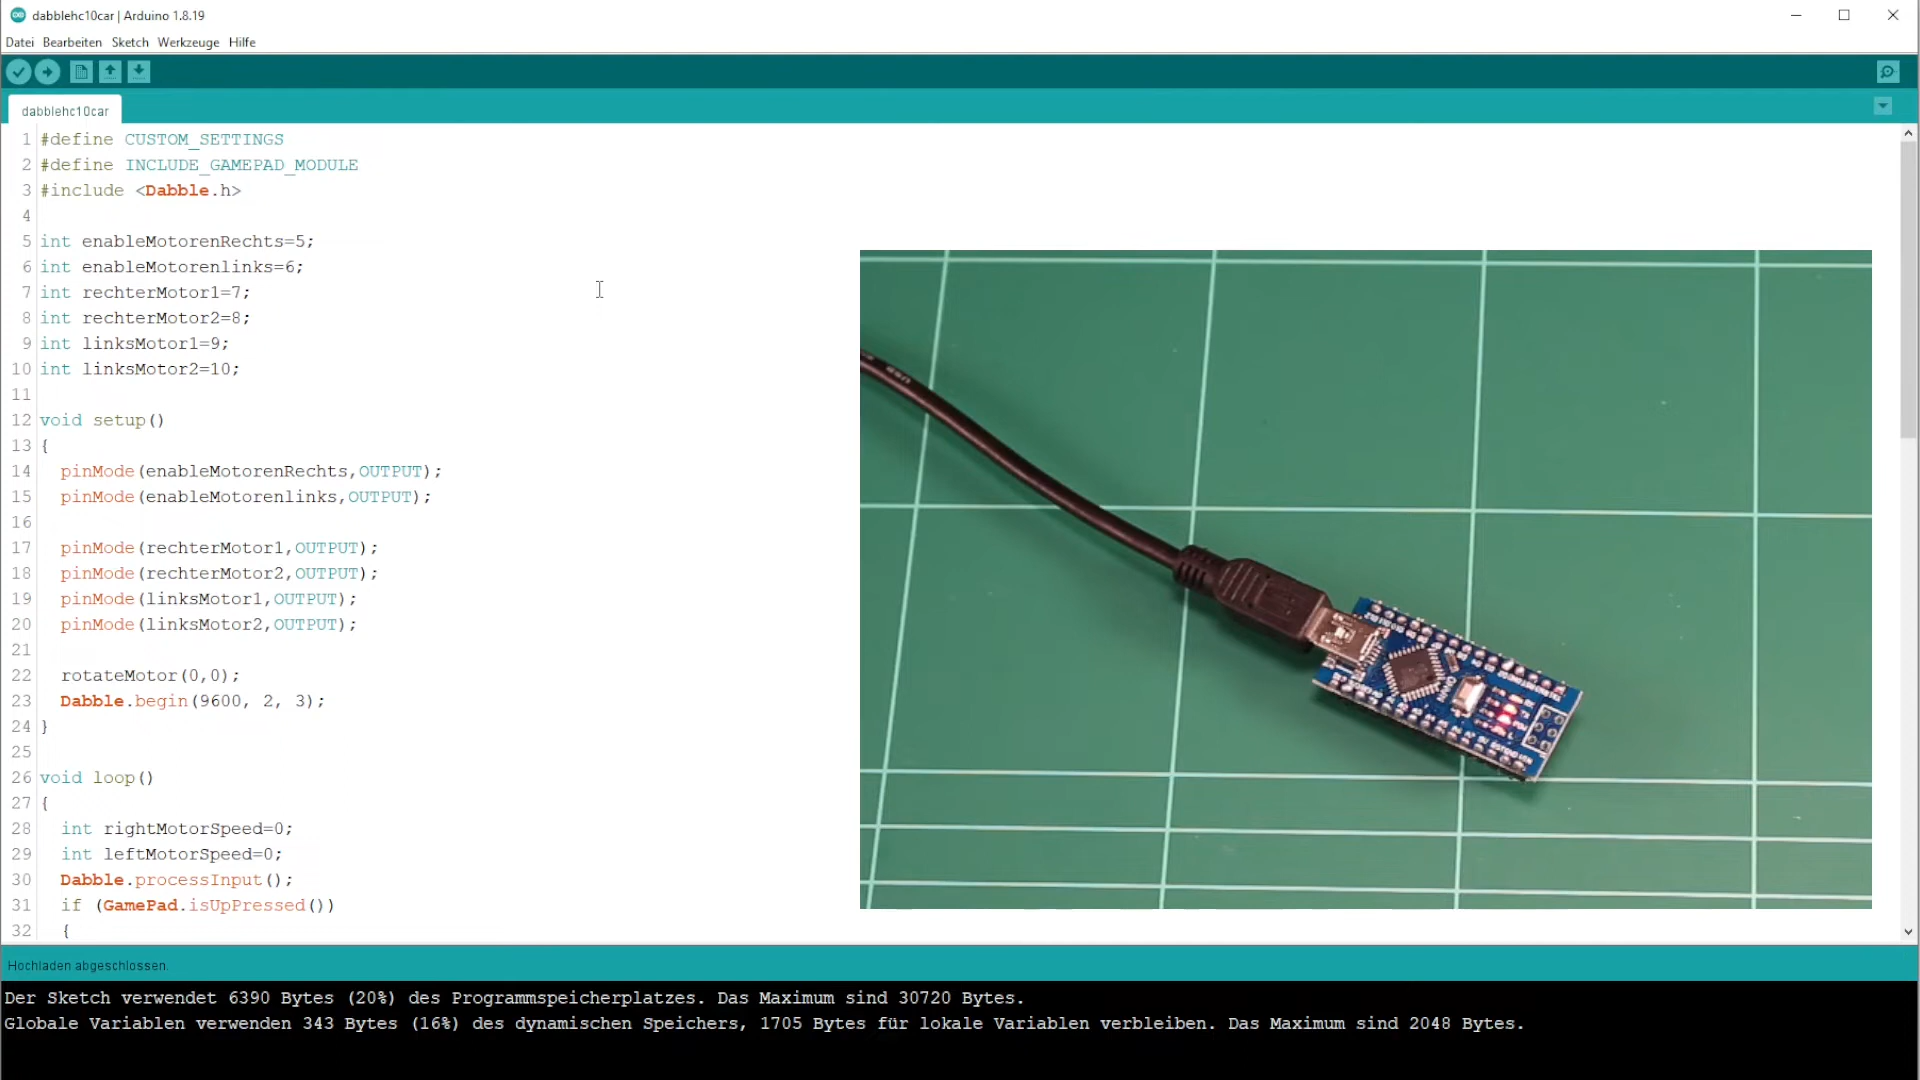 dabblehc10car | Arduino 1.8.19
Datei Bearbeiten Sketch Werkzeuge Hilfe
dabblehc10car
1 #define CUSTOM_SETTINGS
2 #define INCLUDE_GAMEPAD_MODULE
3 #include <Dabble.h>
4
5 int enableMotorenRechts=5;
6 int enableMotorenlinks=6;
7 int rechterMotor1=7;
8 int rechterMotor2=8;
9 int linksMotor1=9;
10 int linksMotor2=10;
11
12 void setup()
13 {
14 pinMode(enableMotorenRechts,OUTPUT);
15 pinMode(enableMotorenlinks,OUTPUT);
16
17 pinMode(rechterMotor1,OUTPUT);
18 pinMode(rechterMotor2,OUTPUT);
19 pinMode(linksMotor1,OUTPUT);
20 pinMode(linksMotor2,OUTPUT);
21
22 rotateMotor(0,0);
23 Dabble.begin(9600, 2, 3);
24 }
25
26 void loop()
27 {
28 int rightMotorSpeed=0;
29 int leftMotorSpeed=0;
30 Dabble.processInput();
31 if (GamePad.isUpPressed())
32 {
Hochladen abgeschlossen.
Der Sketch verwendet 6390 Bytes (20%) des Programmspeicherplatzes. Das Maximum sind 30720 Bytes.
Globale Variablen verwenden 343 Bytes (16%) des dynamischen Speichers, 1705 Bytes für lokale Variablen verbleiben. Das Maximum sind 2048 Bytes.